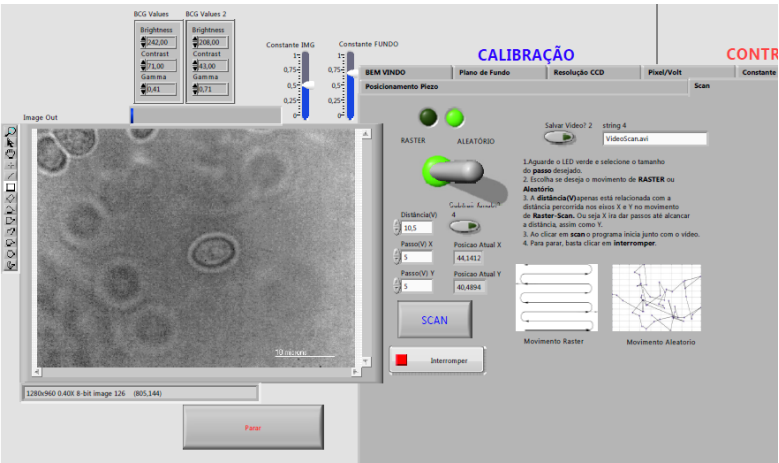 BCG Values
BCG Values 2
Brightness
242,00
Contrast
71,00
Gamma
0,41
Brightness
208,00
Contrast
43,00
Gamma
0,71
Constante IMG
1
0,75
0,5
0,25
0
Constante FUNDO
1
0,75
0,5
0,25
0
CALIBRAÇÃO
CONTR
BEM VINDO
Plano de Fundo
Resolução CCD
Pixel/Volt
Constante
Posicionamento Piezo
Scan
Image Out
10 microns
1280x960 0.40X 8-bit image 126 (805,144)
Parar
RASTER
ALEATÓRIO
Salvar Video? 2
string 4
VideoScan.avi
1.Aguarde o LED verde e selecione o tamanho
do passo desejado.
2. Escolha se deseja o movimento de RASTER ou
Aleatório.
3. A distância(V)apenas está relacionada com a
distância percorrida nos eixos X e Y no movimento
de Raster-Scan. Ou seja X ira dar passos até alcançar
a distância, assim como Y.
3. Ao clicar em scan o programa inicia junto com o video.
4. Para parar, basta clicar em interromper.
Distância(V)
10,5
4
Passo(V) X
5
Posicao Atual X
44,1412
Passo(V) Y
5
Posicao Atual Y
40,4894
SCAN
Interromper
Movimento Raster
Movimento Aleatorio